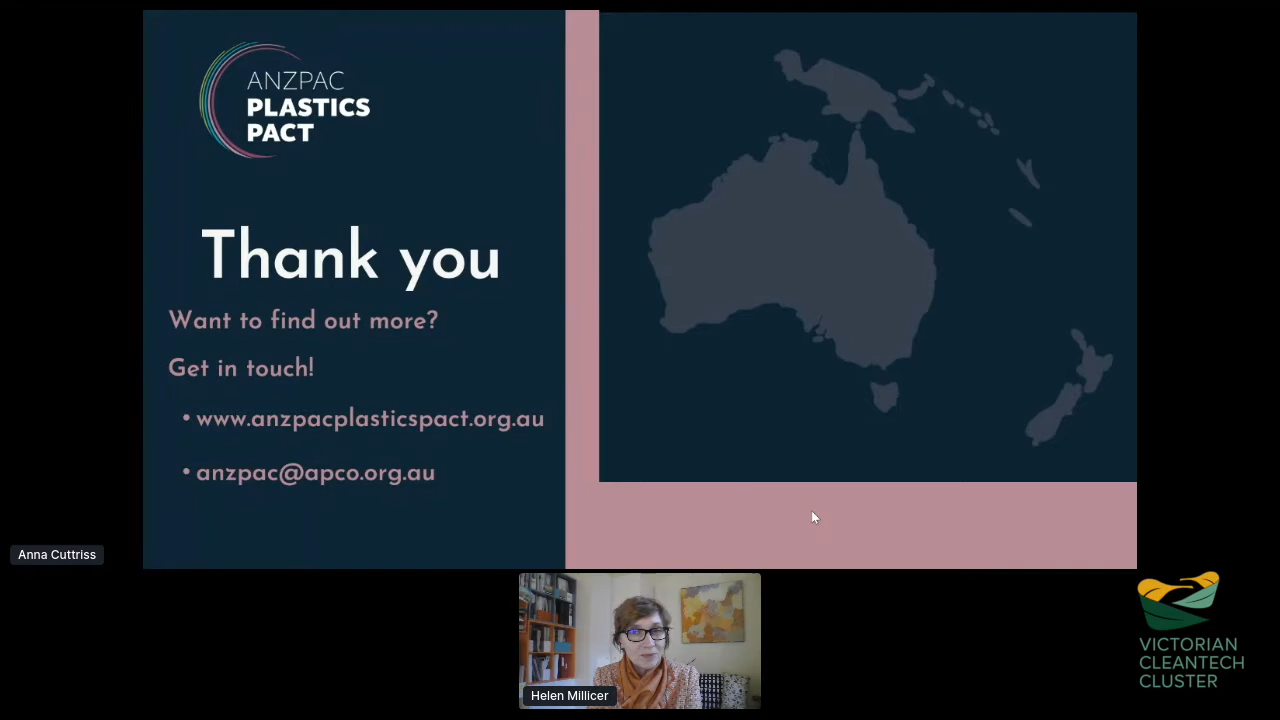 ANZPAC
PLASTICS
PACT
Thank you
Want to find out more?
Get in touch!
• www.anzpacplasticspact.org.au
• anzpac@apco.org.au
Anna Cuttriss
Helen Millicer
VICTORIAN
CLEANTECH
CLUSTER